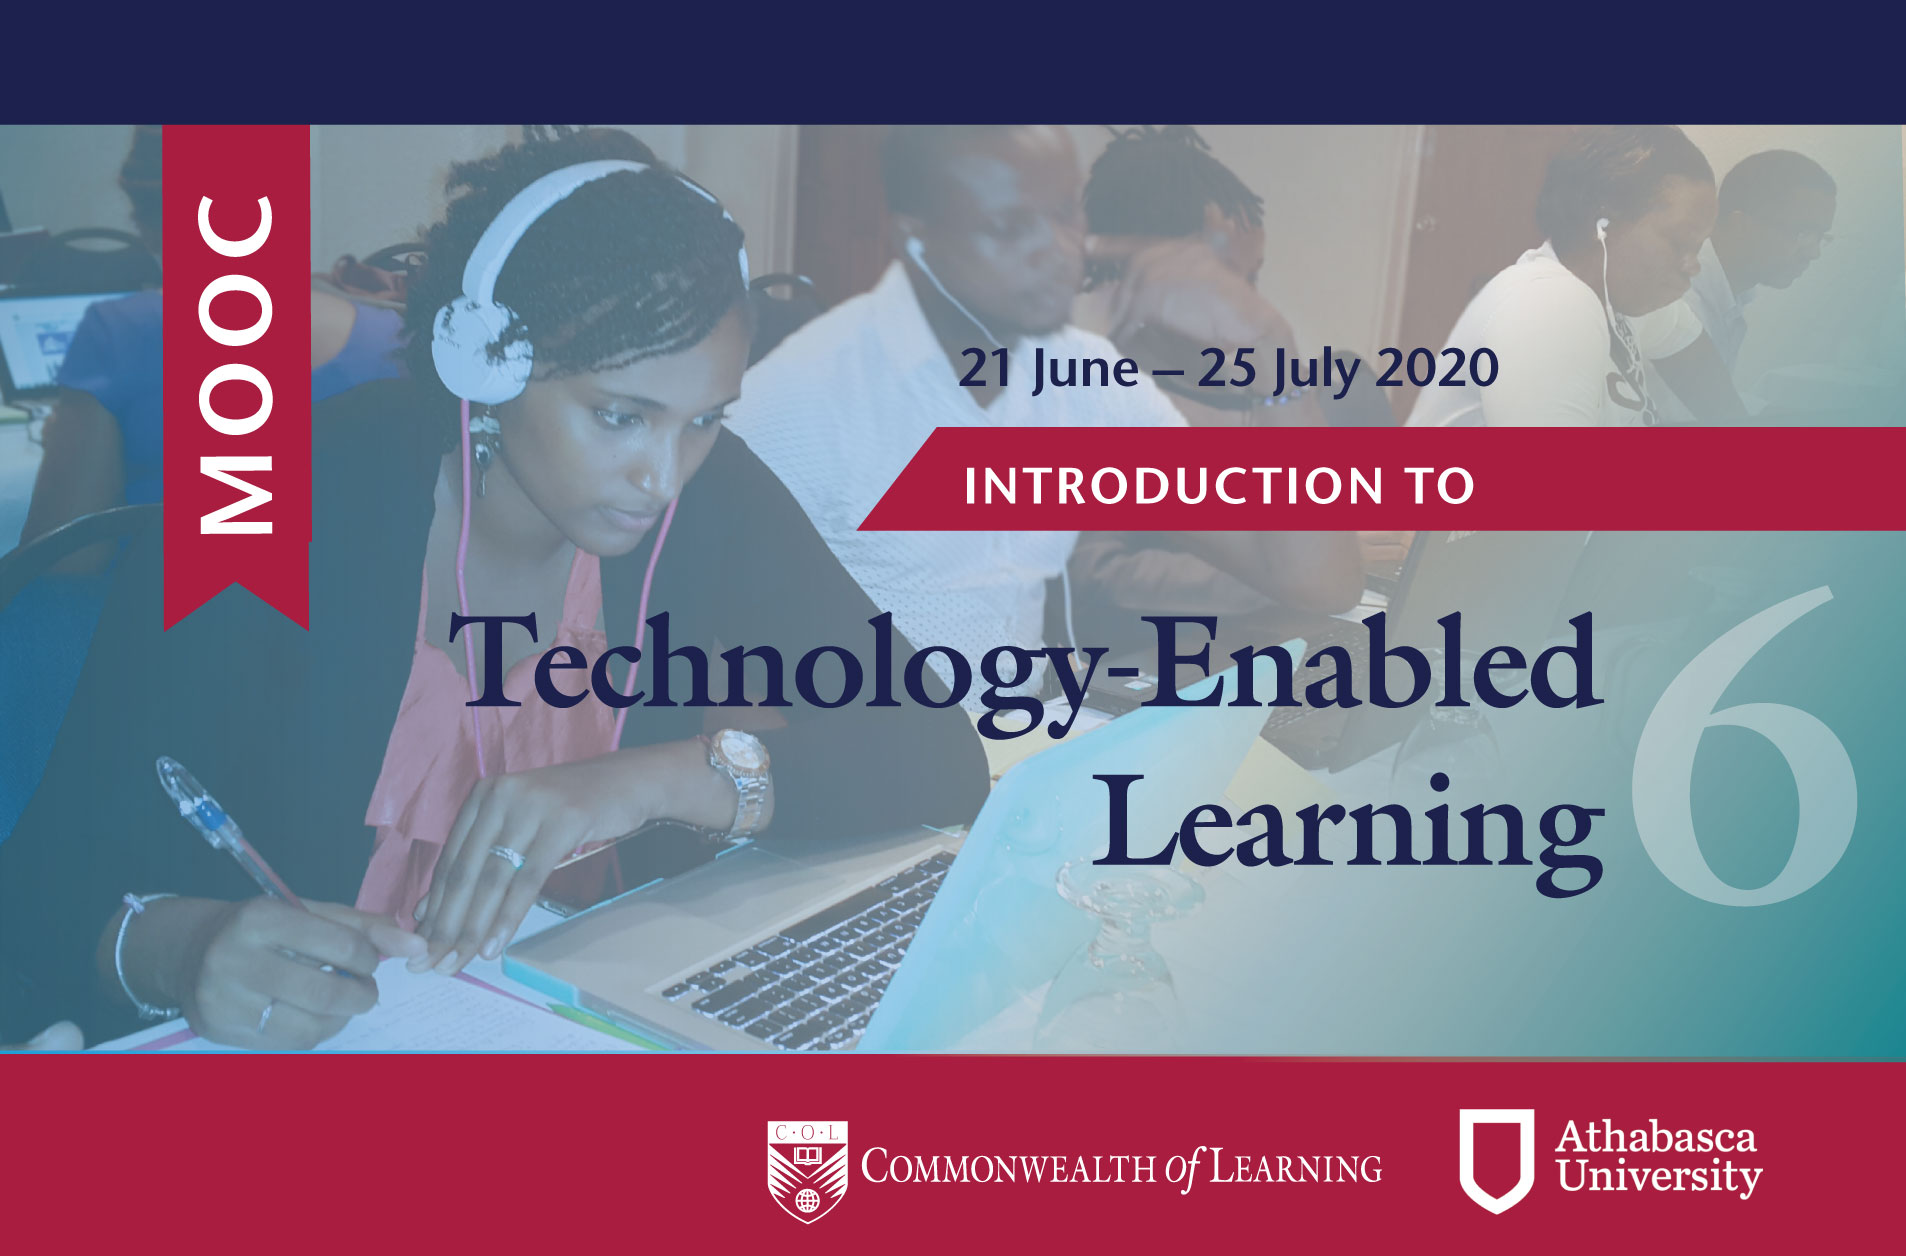 MOOC
21 June – 25 July 2020
INTRODUCTION TO
Technology-Enabled
Learning
6
C·O·L
COMMONWEALTH of LEARNING
Athabasca
University